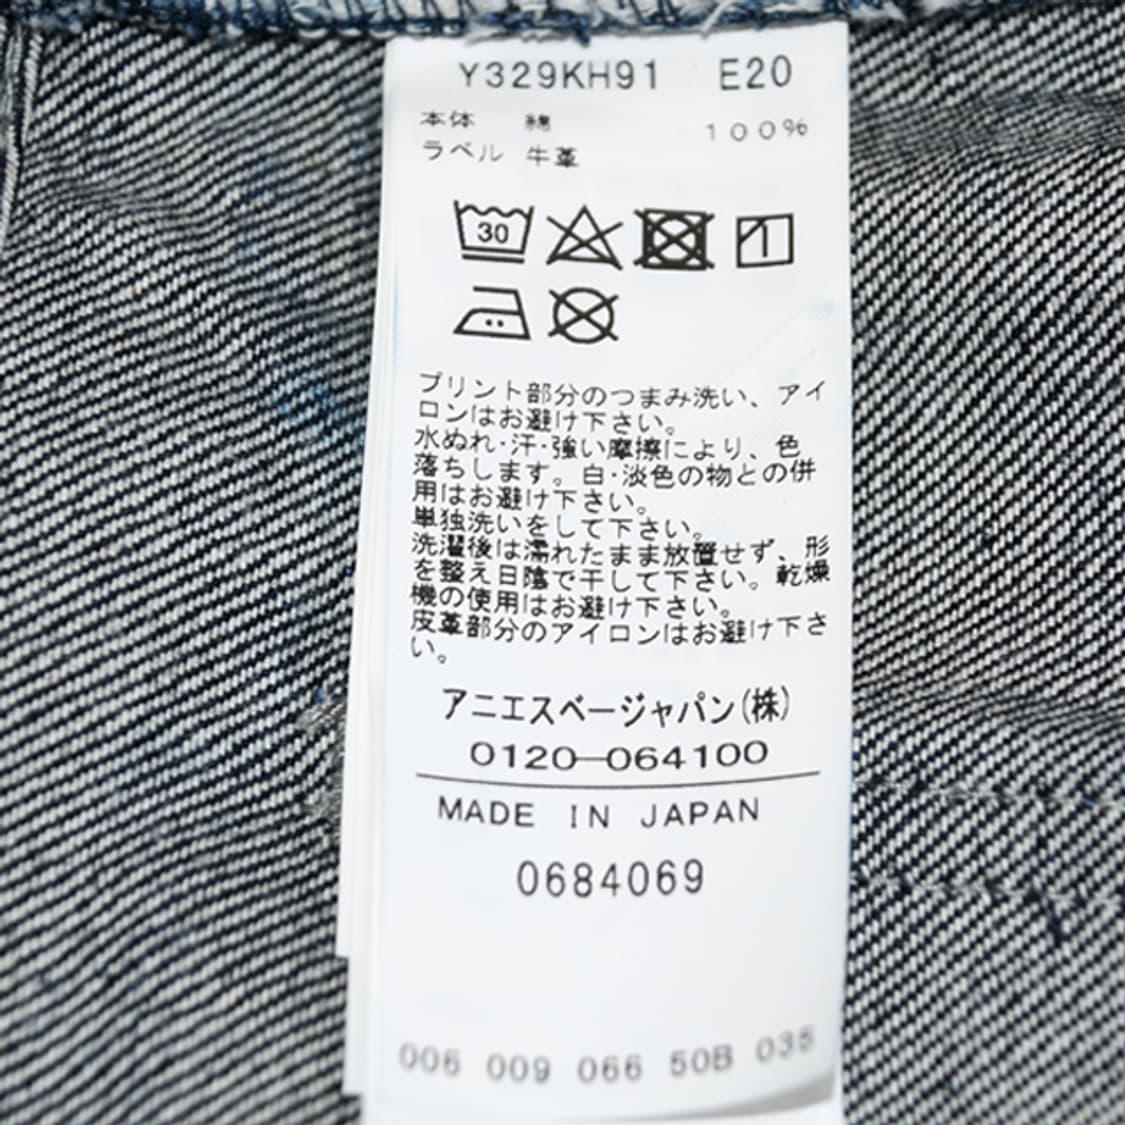 Y329KH91 E20
本体 綿 100%
ラベル 牛革
30
プリント部分のつまみ洗い、アイ
ロンはお避け下さい。
水ぬれ・汗・強い摩擦により、色
落ちします。白・淡色の物との併
用はお避け下さい。
単独洗いをして下さい。
洗濯後は濡れたまま放置せず、形
を整え日陰で干して下さい。乾燥
機の使用はお避け下さい。
皮革部分のアイロンはお避け下さ
い。
アニエスベージャパン(株)
0120-064100
MADE IN JAPAN
0684069
006 009 066 50B 035